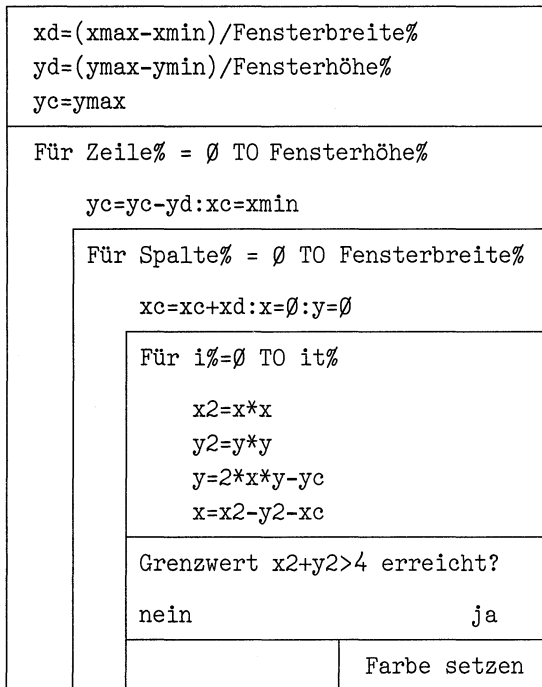 xd=(xmax-xmin)/Fensterbreite%
yd=(ymax-ymin)/Fensterhöhe%
yc=ymax
Für Zeile% = Ø TO Fensterhöhe%
yc=yc-yd:xc=xmin
Für Spalte% = Ø TO Fensterbreite%
xc=xc+xd:x=Ø:y=Ø
Für i%=Ø TO it%
x2=x*x
y2=y*y
y=2*x*y-yc
x=x2-y2-xc
Grenzwert x2+y2>4 erreicht?
nein ja
Farbe setzen